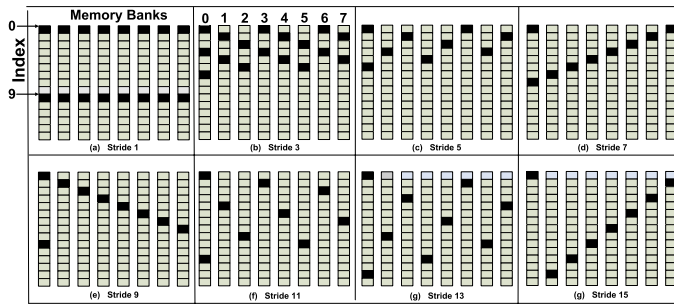 Memory Banks
0 1 2 3 4 5 6 7
0
Index
9
(a) Stride 1
(b) Stride 3
(c) Stride 5
(d) Stride 7
(e) Stride 9
(f) Stride 11
(g) Stride 13
(g) Stride 15